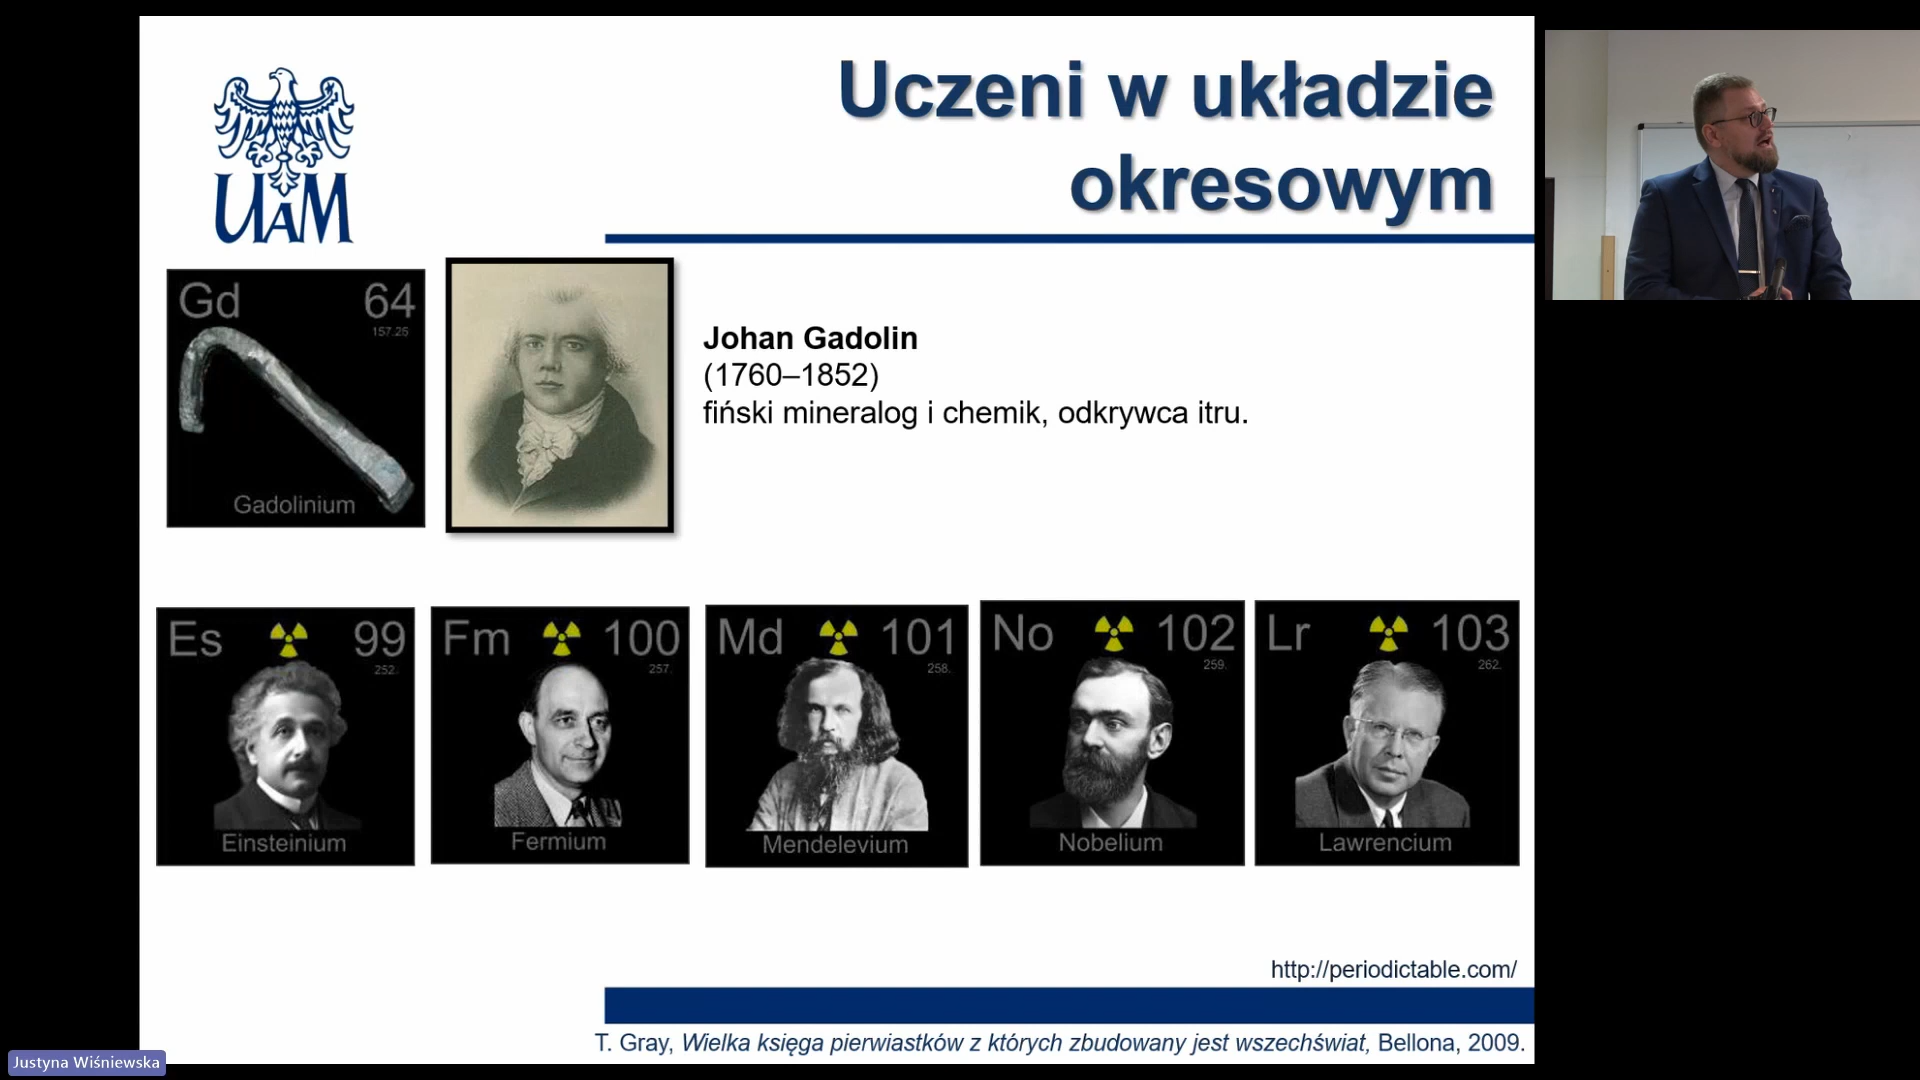 Uczeni w układzie
okresowym
UAM
Gd 64
157.25
Gadolinium
Johan Gadolin
(1760–1852)
fiński mineralog i chemik, odkrywca itru.
Es 99
252.
Einsteinium
Fm 100
257.
Fermium
Md 101
258.
Mendelevium
No 102
259.
Nobelium
Lr 103
262.
Lawrencium
http://periodictable.com/
T. Gray, Wielka księga pierwiastków z których zbudowany jest wszechświat, Bellona, 2009.
Justyna Wiśniewska